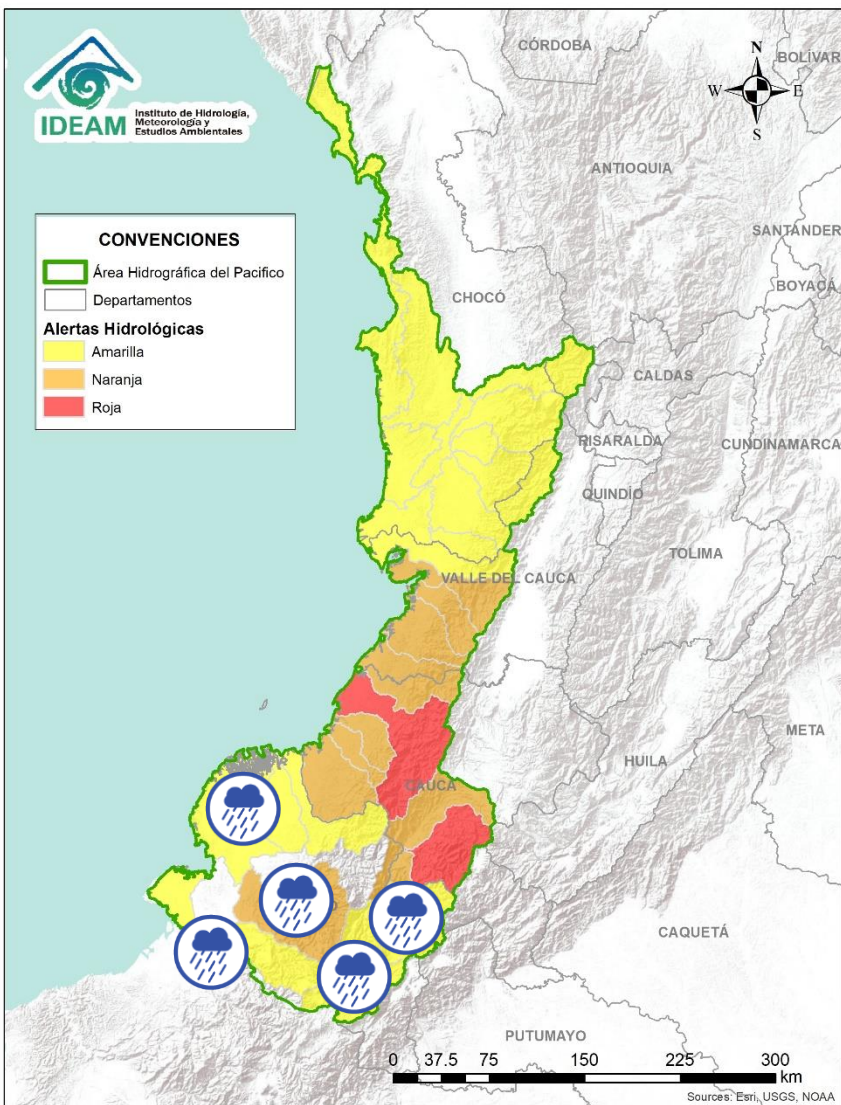 IDEAM
Instituto de Hidrología,
Meteorología y
Estudios Ambientales
CÓRDOBA
BOLÍVAR
N
W
E
S
ANTIOQUIA
SANTANDER
BOYACÁ
CONVENCIONES
Área Hidrográfica del Pacifico
Departamentos
Alertas Hidrológicas
Amarilla
Naranja
Roja
CHOCÓ
CALDAS
RISARALDA
CUNDINAMARCA
QUINDÍO
TOLIMA
VALLE DEL CAUCA
META
HUILA
CAUCA
CAQUETÁ
PUTUMAYO
0 37.5 75 150 225 300
km
Sources: Esri, USGS, NOAA